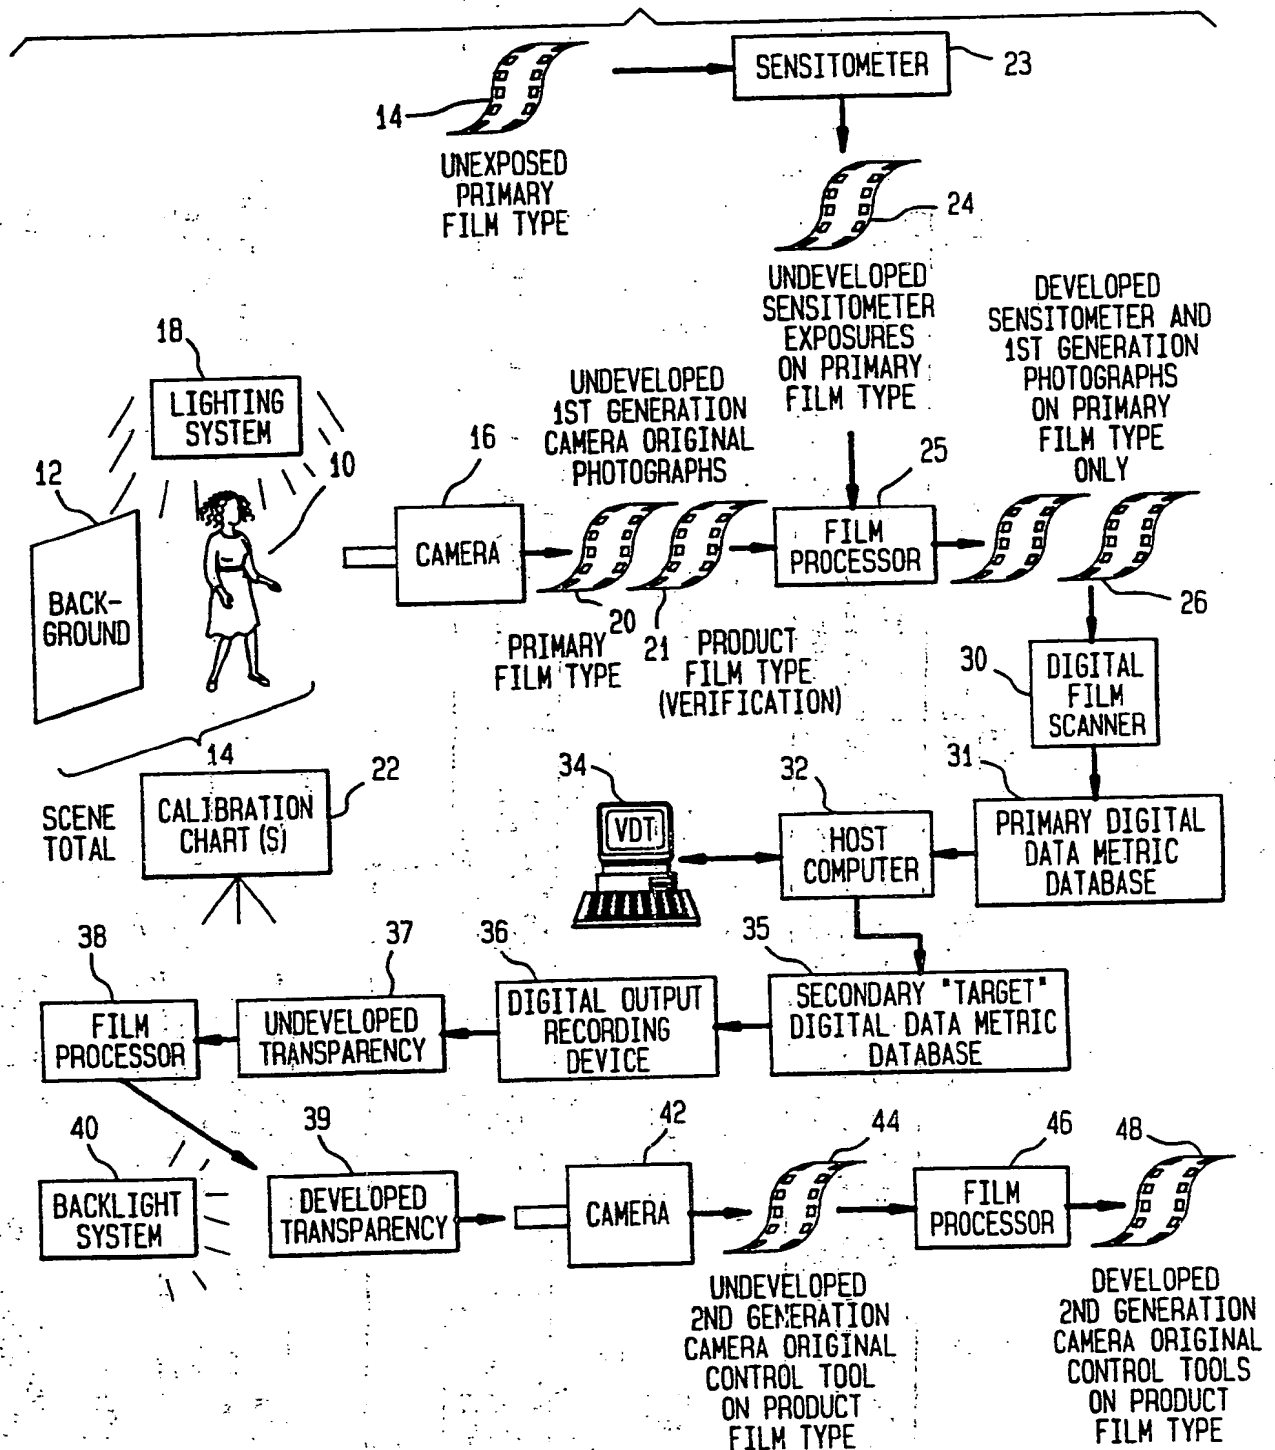 SENSITOMETER
23
14
UNEXPOSED
PRIMARY
FILM TYPE
24
UNDEVELOPED
SENSITOMETER
EXPOSURES
ON PRIMARY
FILM TYPE
DEVELOPED
SENSITOMETER AND
1ST GENERATION
PHOTOGRAPHS
ON PRIMARY
FILM TYPE
ONLY
18
LIGHTING
SYSTEM
UNDEVELOPED
1ST GENERATION
CAMERA ORIGINAL
PHOTOGRAPHS
12
10
16
25
BACK-
GROUND
CAMERA
FILM
PROCESSOR
20
21
26
PRIMARY
FILM TYPE
PRODUCT
FILM TYPE
(VERIFICATION)
30
DIGITAL
FILM
SCANNER
14
SCENE
TOTAL
22
CALIBRATION
CHART (S)
34
VDT
32
HOST
COMPUTER
31
PRIMARY DIGITAL
DATA METRIC
DATABASE
38
FILM
PROCESSOR
37
UNDEVELOPED
TRANSPARENCY
36
DIGITAL OUTPUT
RECORDING
DEVICE
35
SECONDARY "TARGET"
DIGITAL DATA METRIC
DATABASE
40
BACKLIGHT
SYSTEM
39
DEVELOPED
TRANSPARENCY
42
CAMERA
44
46
FILM
PROCESSOR
48
UNDEVELOPED
2ND GENERATION
CAMERA ORIGINAL
CONTROL TOOL
ON PRODUCT
FILM TYPE
DEVELOPED
2ND GENERATION
CAMERA ORIGINAL
CONTROL TOOLS
ON PRODUCT
FILM TYPE